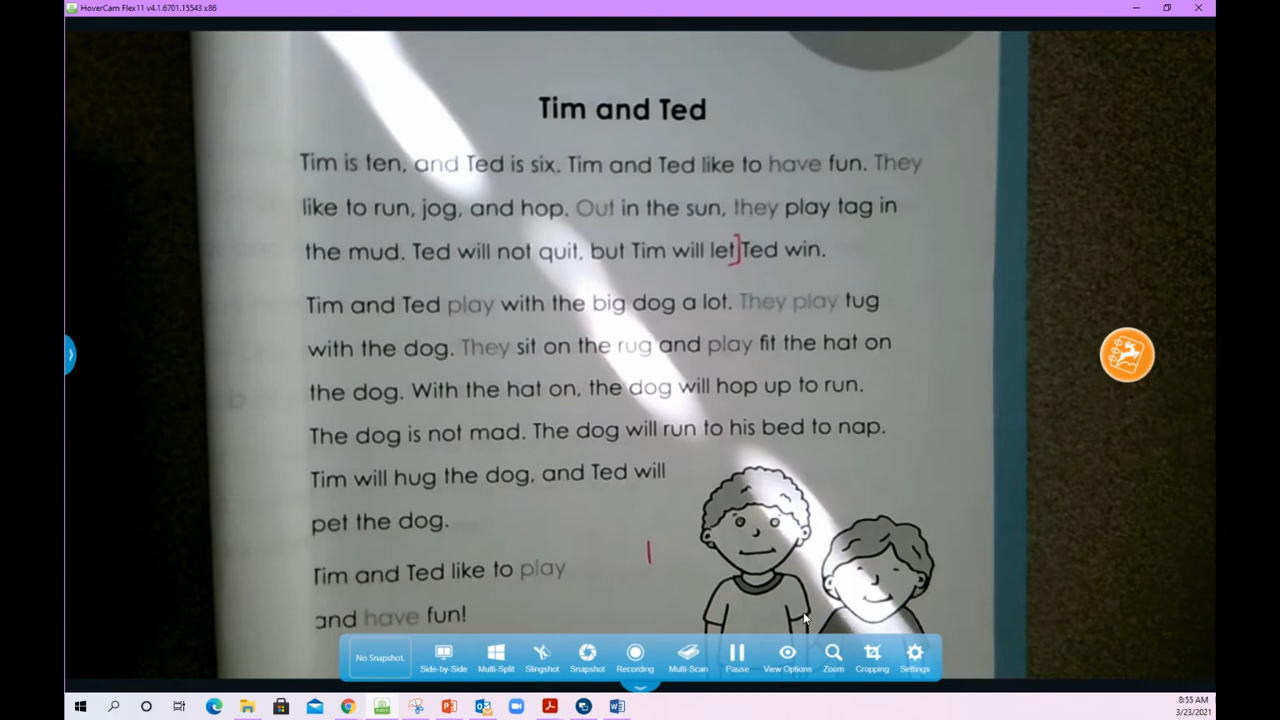 HoverCam Flex11 v4.1.6701.15543 x86
Tim and Ted
Tim is ten, and Ted is six. Tim and Ted like to have fun. They
like to run, jog, and hop. Out in the sun, they play tag in
the mud. Ted will not quit, but Tim will let] Ted win.
Tim and Ted play with the big dog a lot. They play tug
with the dog. They sit on the rug and play fit the hat on
the dog. With the hat on, the dog will hop up to run.
The dog is not mad. The dog will run to his bed to nap.
Tim will hug the dog, and Ted will
pet the dog.
Tim and Ted like to play
and have fun!
No Snapshot.
Side-by-Side Multi-Split Slingshot Snapshot Recording Multi-Scan Pause View Options Zoom Cropping Settings
8:55 AM
3/23/2021